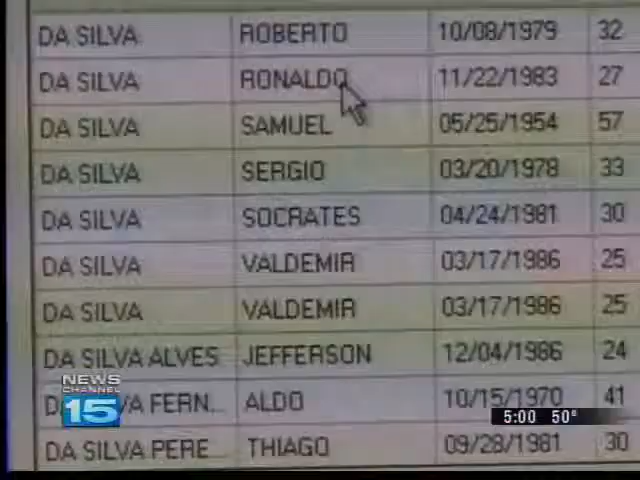 DA SILVA ROBERTO 10/08/1979 32
DA SILVA RONALDO 11/22/1983 27
DA SILVA SAMUEL 05/25/1954 57
DA SILVA SERGIO 03/20/1978 33
DA SILVA SOCRATES 04/24/1981 30
DA SILVA VALDEMIR 03/17/1986 25
DA SILVA VALDEMIR 03/17/1986 25
DA SILVA ALVES JEFFERSON 12/04/1986 24
FERN... ALDO 10/15/1970 41
DA SILVA PERE... THIAGO 09/28/1981 30
NEWS
CHANNEL
15
5:00 50°